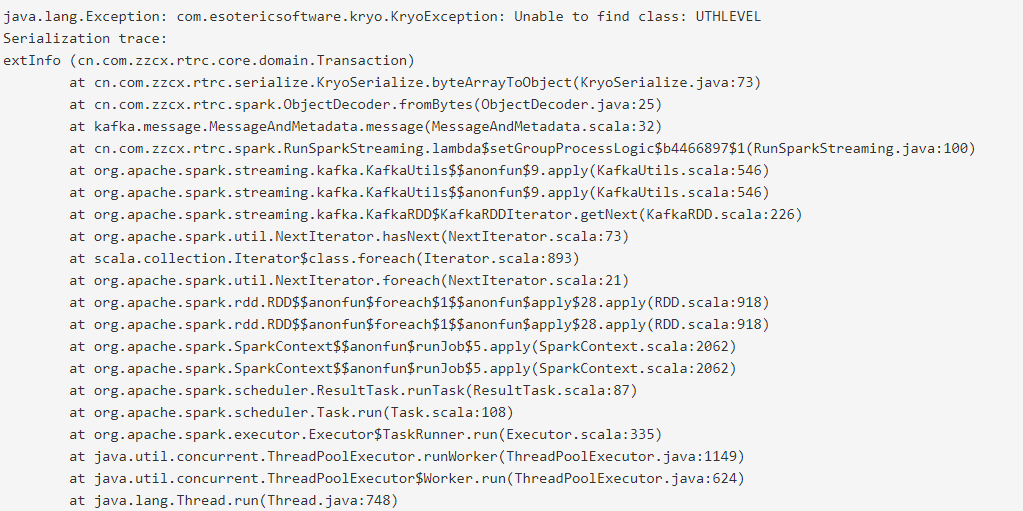 java.lang.Exception: com.esotericsoftware.kryo.KryoException: Unable to find class: UTHLEVEL
Serialization trace:
extInfo (cn.com.zzcx.rtrc.core.domain.Transaction)
at cn.com.zzcx.rtrc.serialize.KryoSerialize.byteArrayToObject(KryoSerialize.java:73)
at cn.com.zzcx.rtrc.spark.ObjectDecoder.fromBytes(ObjectDecoder.java:25)
at kafka.message.MessageAndMetadata.message(MessageAndMetadata.scala:32)
at cn.com.zzcx.rtrc.spark.RunSparkStreaming.lambda$setGroupProcessLogic$b4466897$1(RunSparkStreaming.java:100)
at org.apache.spark.streaming.kafka.KafkaUtils$$anonfun$9.apply(KafkaUtils.scala:546)
at org.apache.spark.streaming.kafka.KafkaUtils$$anonfun$9.apply(KafkaUtils.scala:546)
at org.apache.spark.streaming.kafka.KafkaRDD$KafkaRDDIterator.getNext(KafkaRDD.scala:226)
at org.apache.spark.util.NextIterator.hasNext(NextIterator.scala:73)
at scala.collection.Iterator$class.foreach(Iterator.scala:893)
at org.apache.spark.util.NextIterator.foreach(NextIterator.scala:21)
at org.apache.spark.rdd.RDD$$anonfun$foreach$1$$anonfun$apply$28.apply(RDD.scala:918)
at org.apache.spark.rdd.RDD$$anonfun$foreach$1$$anonfun$apply$28.apply(RDD.scala:918)
at org.apache.spark.SparkContext$$anonfun$runJob$5.apply(SparkContext.scala:2062)
at org.apache.spark.SparkContext$$anonfun$runJob$5.apply(SparkContext.scala:2062)
at org.apache.spark.scheduler.ResultTask.runTask(ResultTask.scala:87)
at org.apache.spark.scheduler.Task.run(Task.scala:108)
at org.apache.spark.executor.Executor$TaskRunner.run(Executor.scala:335)
at java.util.concurrent.ThreadPoolExecutor.runWorker(ThreadPoolExecutor.java:1149)
at java.util.concurrent.ThreadPoolExecutor$Worker.run(ThreadPoolExecutor.java:624)
at java.lang.Thread.run(Thread.java:748)